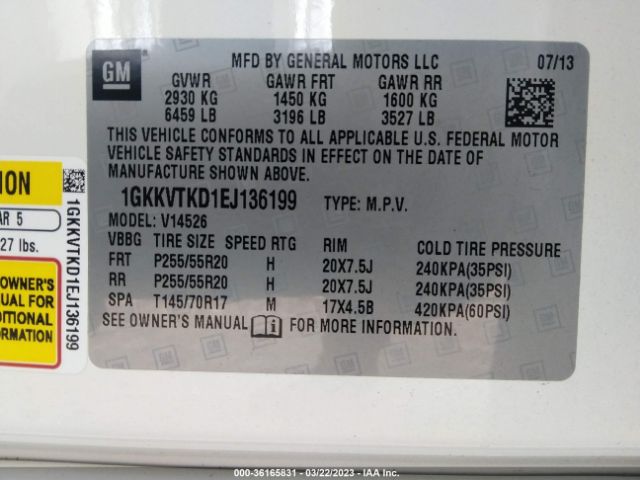 GM
MFD BY GENERAL MOTORS LLC 07/13
GVWR GAWR FRT GAWR RR
2930 KG 1450 KG 1600 KG
6459 LB 3196 LB 3527 LB
THIS VEHICLE CONFORMS TO ALL APPLICABLE U.S. FEDERAL MOTOR
VEHICLE SAFETY STANDARDS IN EFFECT ON THE DATE OF
MANUFACTURE SHOWN ABOVE.
1GKKVTKD1EJ136199 TYPE: M.P.V.
MODEL: V14526
VBBG TIRE SIZE SPEED RTG RIM COLD TIRE PRESSURE
FRT P255/55R20 H 20X7.5J 240KPA(35PSI)
RR P255/55R20 H 20X7.5J 240KPA(35PSI)
SPA T145/70R17 M 17X4.5B 420KPA(60PSI)
SEE OWNER'S MANUAL FOR MORE INFORMATION.
ION
AR 5
27 lbs.
OWNER'S
NUAL FOR
DITIONAL
RMATION
1GKKVTKD1EJ136199
000-36165831 - 03/22/2023 - IAA Inc.